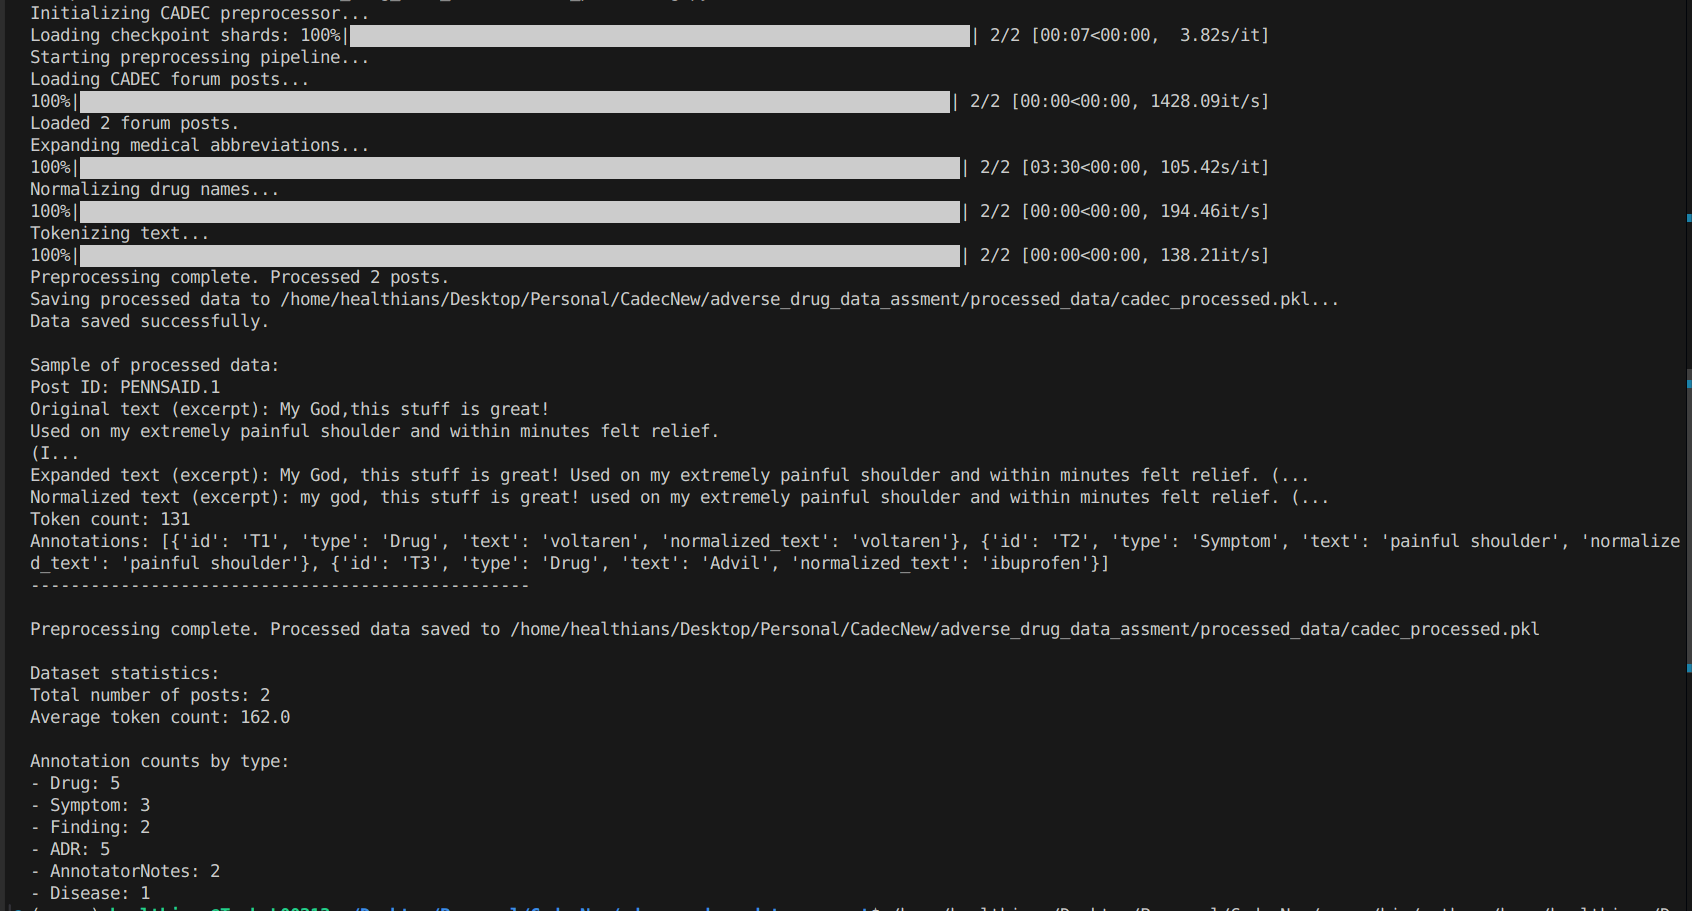 Initializing CADEC preprocessor...
Loading checkpoint shards: 100%| | 2/2 [00:07<00:00,  3.82s/it]
Starting preprocessing pipeline...
Loading CADEC forum posts...
100%| | 2/2 [00:00<00:00, 1428.09it/s]
Loaded 2 forum posts.
Expanding medical abbreviations...
100%| | 2/2 [03:30<00:00, 105.42s/it]
Normalizing drug names...
100%| | 2/2 [00:00<00:00, 194.46it/s]
Tokenizing text...
100%| | 2/2 [00:00<00:00, 138.21it/s]
Preprocessing complete. Processed 2 posts.
Saving processed data to /home/healthians/Desktop/Personal/CadecNew/adverse_drug_data_assment/processed_data/cadec_processed.pkl...
Data saved successfully.

Sample of processed data:
Post ID: PENNSAID.1
Original text (excerpt): My God,this stuff is great!
Used on my extremely painful shoulder and within minutes felt relief.
(I...
Expanded text (excerpt): My God, this stuff is great! Used on my extremely painful shoulder and within minutes felt relief. (...
Normalized text (excerpt): my god, this stuff is great! used on my extremely painful shoulder and within minutes felt relief. (...
Token count: 131
Annotations: [{'id': 'T1', 'type': 'Drug', 'text': 'voltaren', 'normalized_text': 'voltaren'}, {'id': 'T2', 'type': 'Symptom', 'text': 'painful shoulder', 'normalize
d_text': 'painful shoulder'}, {'id': 'T3', 'type': 'Drug', 'text': 'Advil', 'normalized_text': 'ibuprofen'}]
--------------------------------------------------

Preprocessing complete. Processed data saved to /home/healthians/Desktop/Personal/CadecNew/adverse_drug_data_assment/processed_data/cadec_processed.pkl

Dataset statistics:
Total number of posts: 2
Average token count: 162.0

Annotation counts by type:
- Drug: 5
- Symptom: 3
- Finding: 2
- ADR: 5
- AnnotatorNotes: 2
- Disease: 1